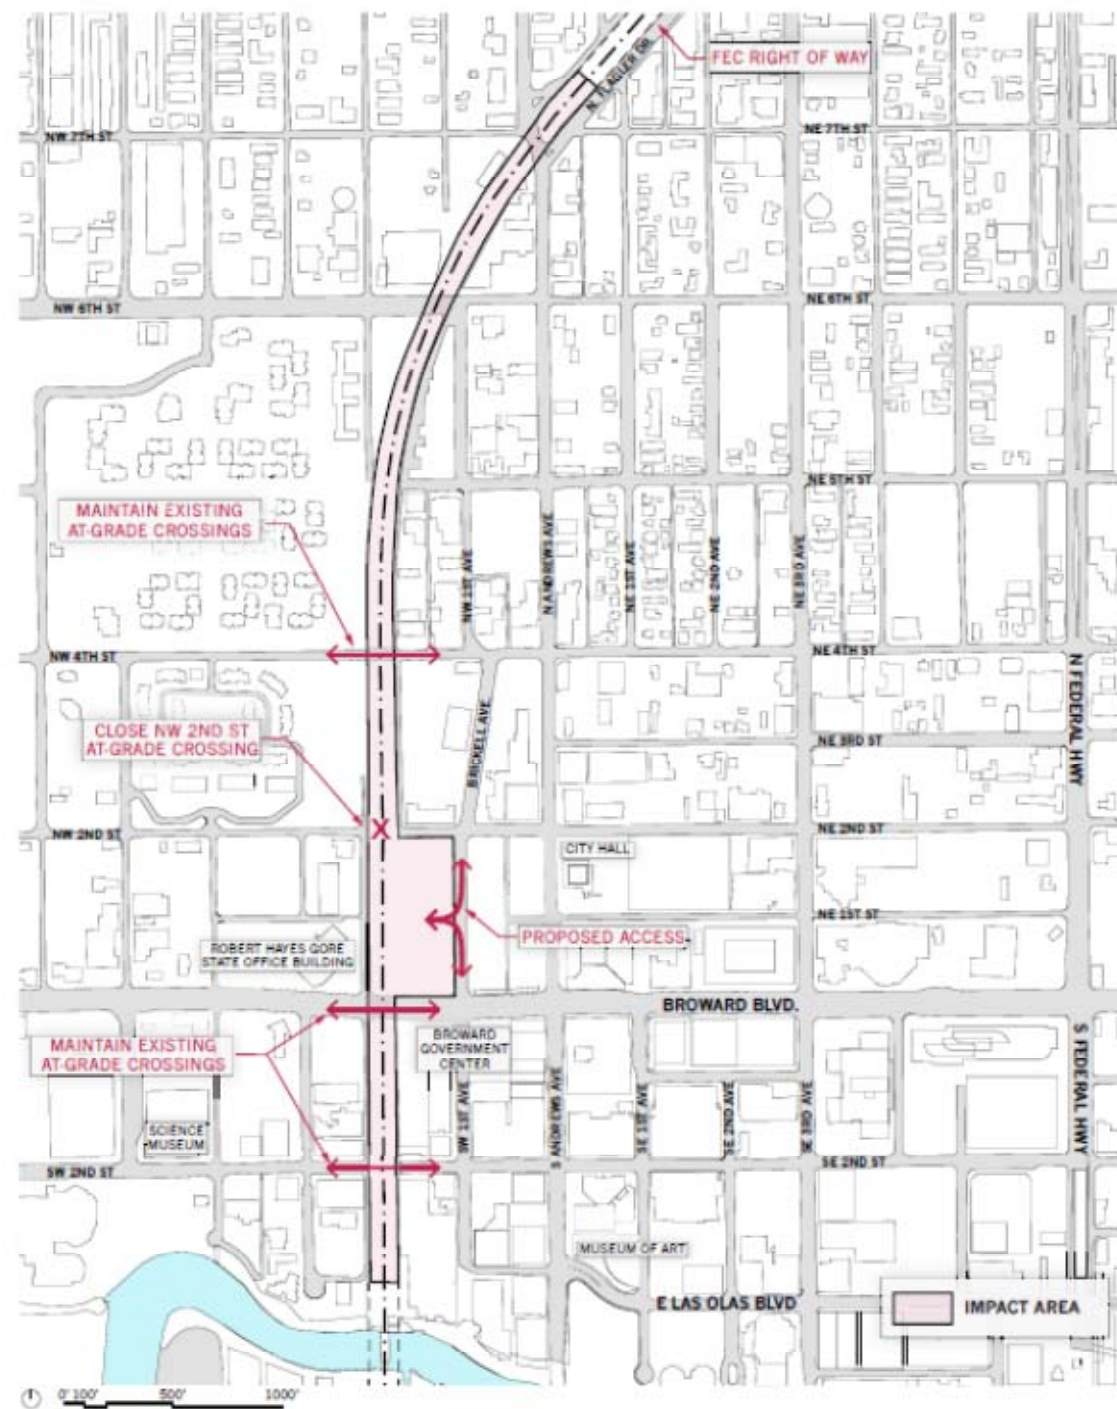 FEC RIGHT OF WAY
N. FLAGLER DR.
NW 7TH ST
NE 7TH ST
NW 6TH ST
NE 6TH ST
NE 5TH ST
MAINTAIN EXISTING
AT-GRADE CROSSINGS
NW 1ST AVE
N ANDREWS AVE
NE 1ST AVE
NE 2ND AVE
NE 3RD AVE
NW 4TH ST
NE 4TH ST
N FEDERAL HWY
CLOSE NW 2ND ST
AT-GRADE CROSSING
BRICKELL AVE
NE 3RD ST
X
NW 2ND ST
NE 2ND ST
CITY HALL
NE 1ST ST
PROPOSED ACCESS
ROBERT HAYES GORE
STATE OFFICE BUILDING
BROWARD BLVD.
MAINTAIN EXISTING
AT-GRADE CROSSINGS
BROWARD
GOVERNMENT
CENTER
S FEDERAL HWY
SW 1ST AVE
S ANDREWS AVE
SE 1ST AVE
SE 2ND AVE
SE 3RD AVE
SCIENCE
MUSEUM
SW 2ND ST
SE 2ND ST
MUSEUM OF ART
E LAS OLAS BLVD
IMPACT AREA
0' 100' 500' 1000'